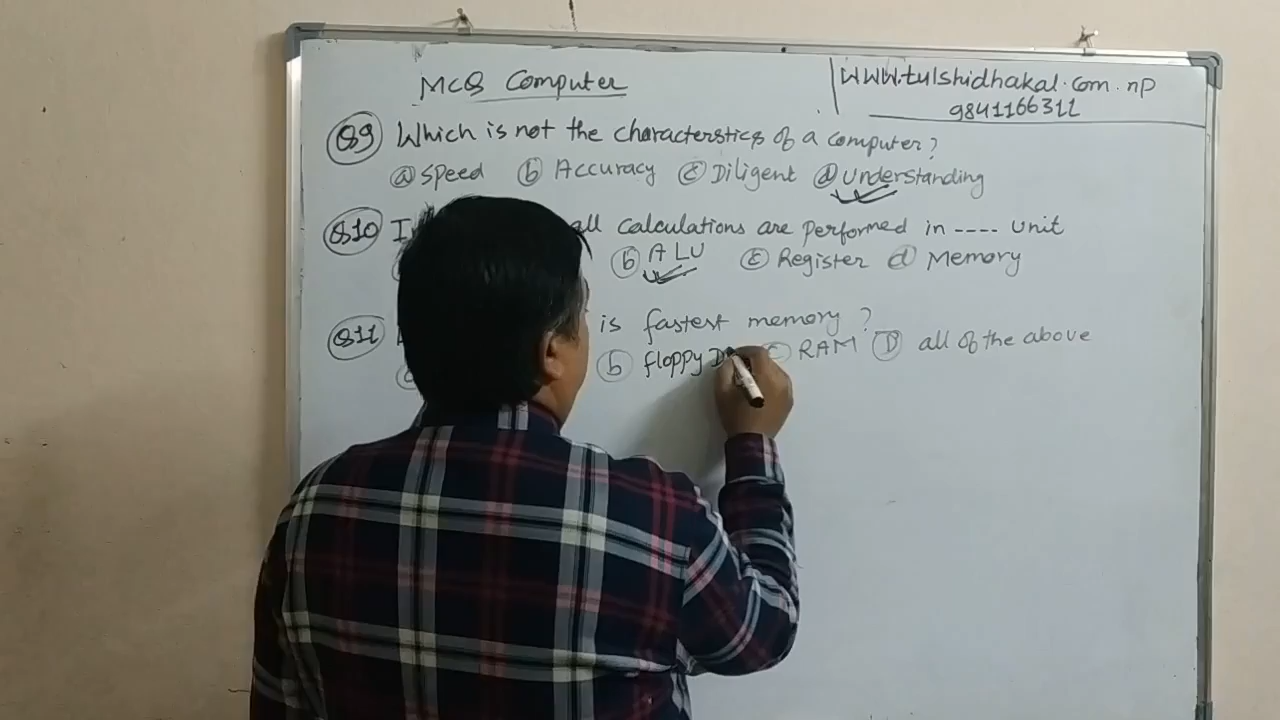 MCQ Computer
www.tulshidhakal.com.np
9841166311
Q9 Which is not the characterstics of a computer?
a Speed b Accuracy c Diligent d Understanding
Q10 all calculations are performed in ---- unit
b ALU c Register d Memory
Q11 is fastest memory?
b floppy c RAM D all of the above